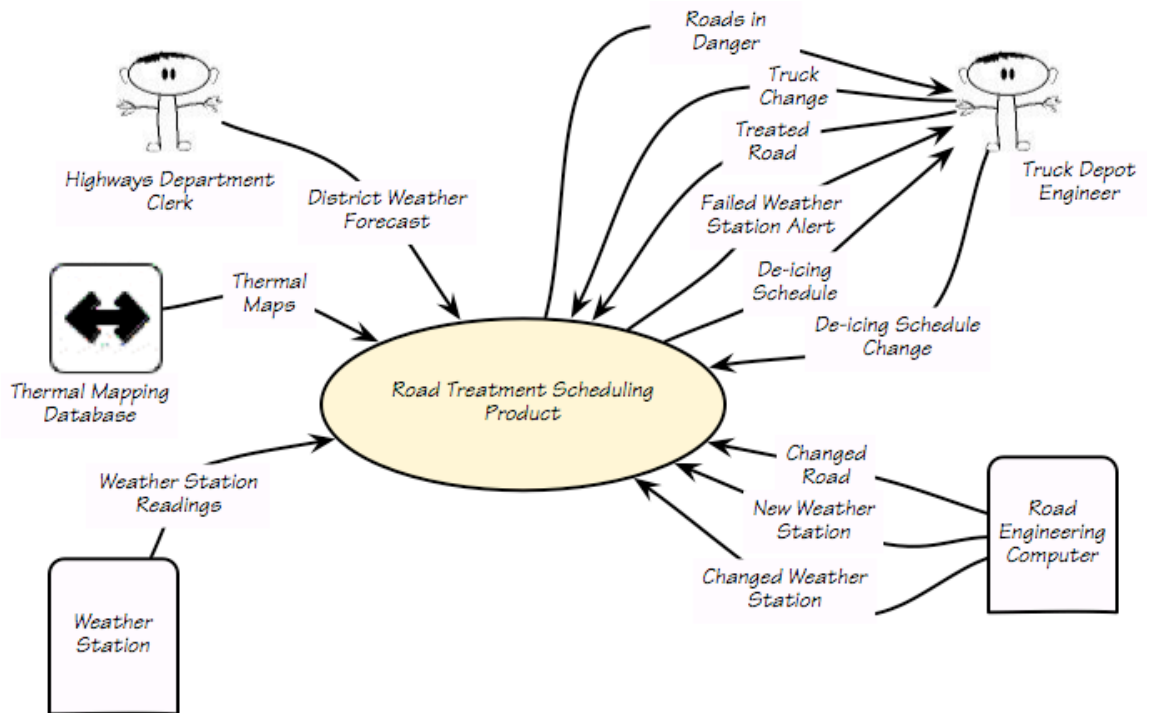 Roads in
Danger
Truck
Change
Treated
Road
Truck Depot
Engineer
Highways Department
Clerk
District Weather
Forecast
Failed Weather
Station Alert
De-icing
Schedule
Thermal
Maps
De-icing Schedule
Change
Thermal Mapping
Database
Road Treatment Scheduling
Product
Weather Station
Readings
Changed
Road
New Weather
Station
Changed Weather
Station
Road
Engineering
Computer
Weather
Station